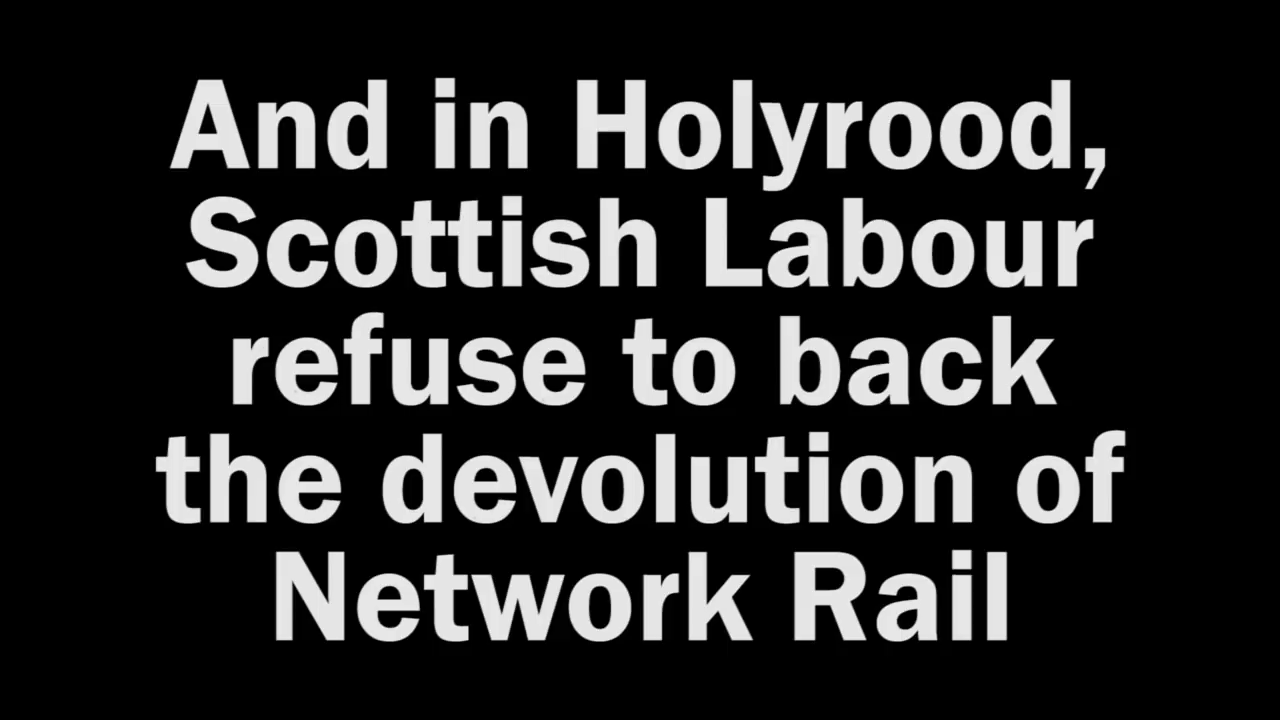 And in Holyrood,
Scottish Labour
refuse to back
the devolution of
Network Rail